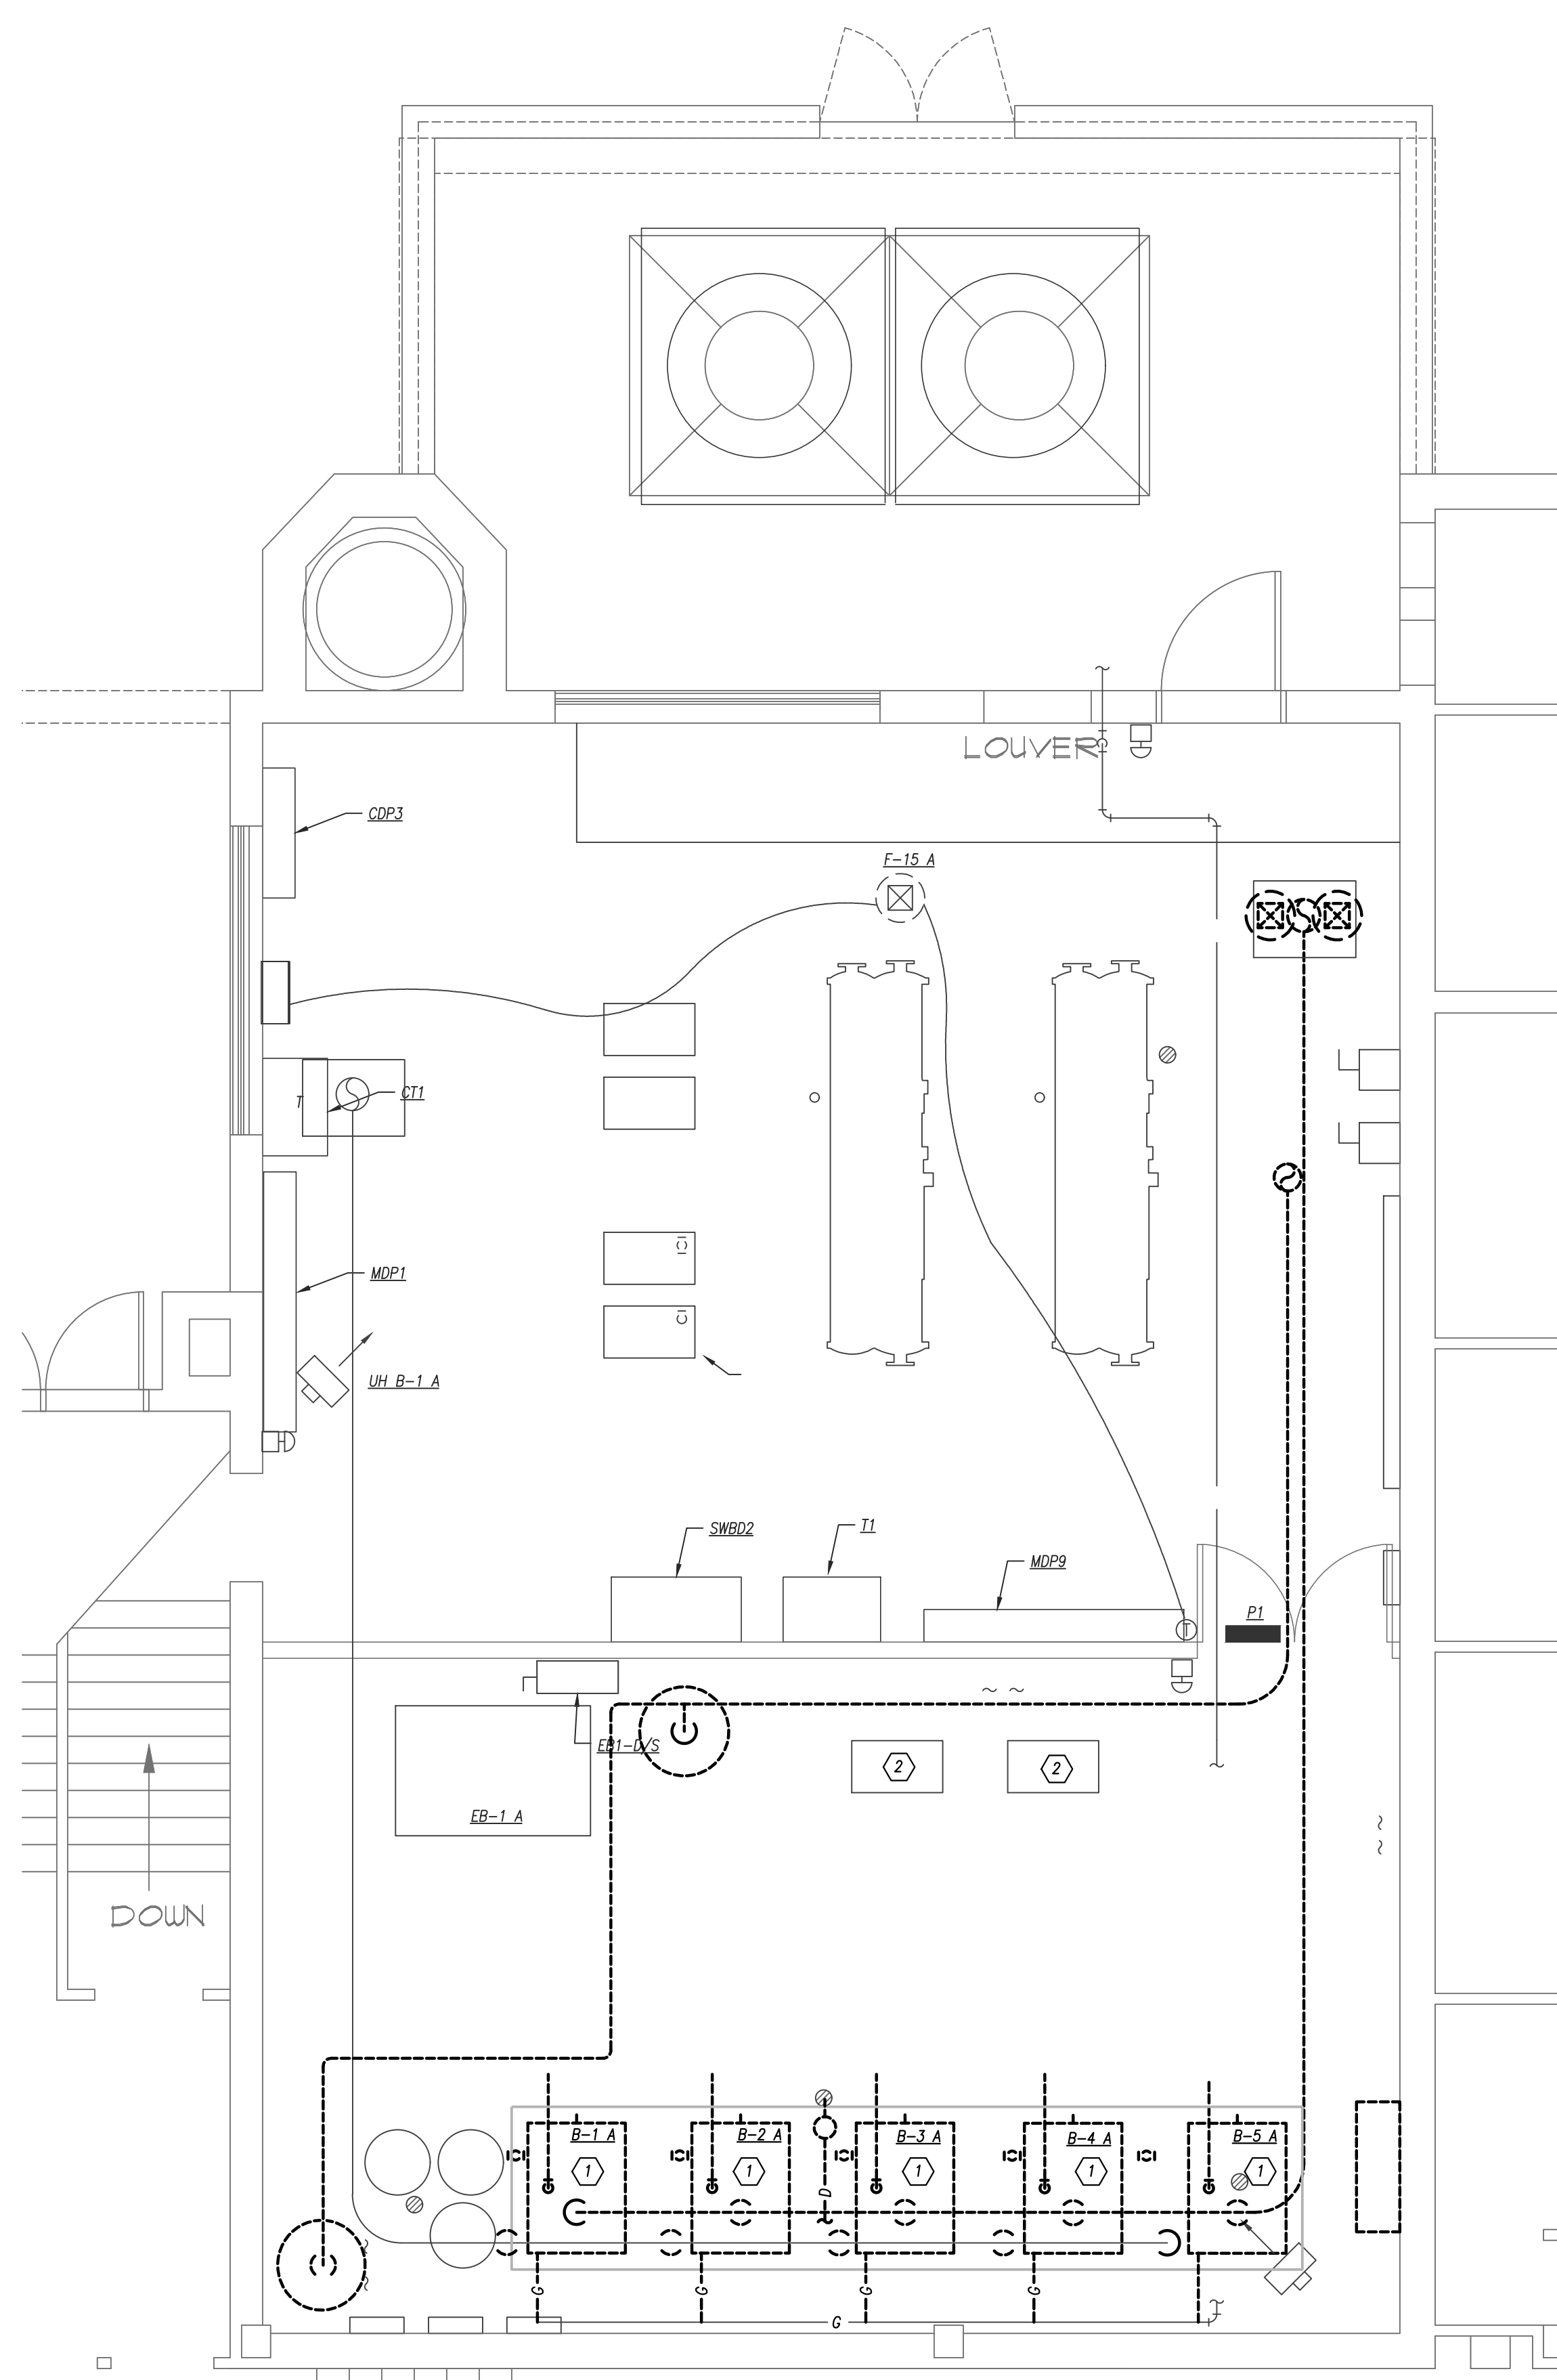 LOUVER
CDP3
F-15 A
T
CT1
MDP1
UH B-1 A
SWBD2
T1
MDP9
T
P1
EB1-D/S
2
2
EB-1 A
DOWN
B-1 A
B-2 A
B-3 A
B-4 A
B-5 A
1
1
1
1
1
D
G
G
G
G
G